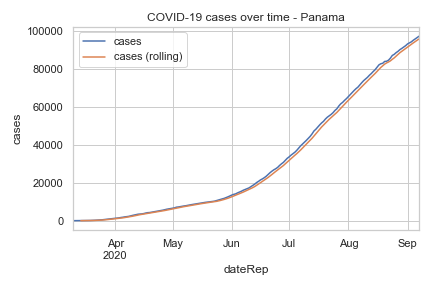 COVID-19 cases over time - Panama
cases
cases (rolling)
100000
80000
60000
40000
20000
0
cases
Apr
2020
May
Jun
Jul
Aug
Sep
dateRep